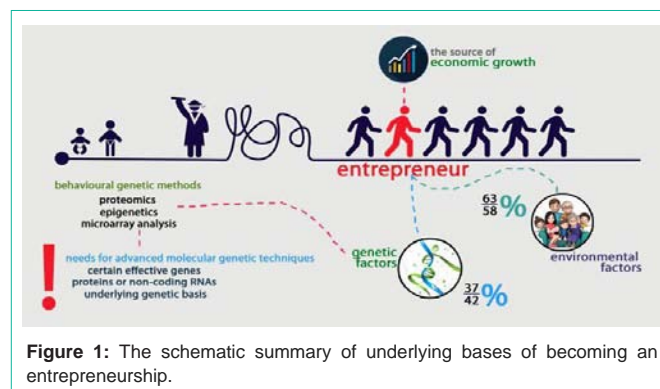 the source of
economic growth
entrepreneur
behavioural genetic methods
proteomics
epigenetics
microarray analysis
needs for advanced molecular genetic techniques
certain effective genes
proteins or non-coding RNAs
underlying genetic basis
!
genetic
factors
37
42 %
63
58 %
environmental
factors
Figure 1: The schematic summary of underlying bases of becoming an
entrepreneurship.